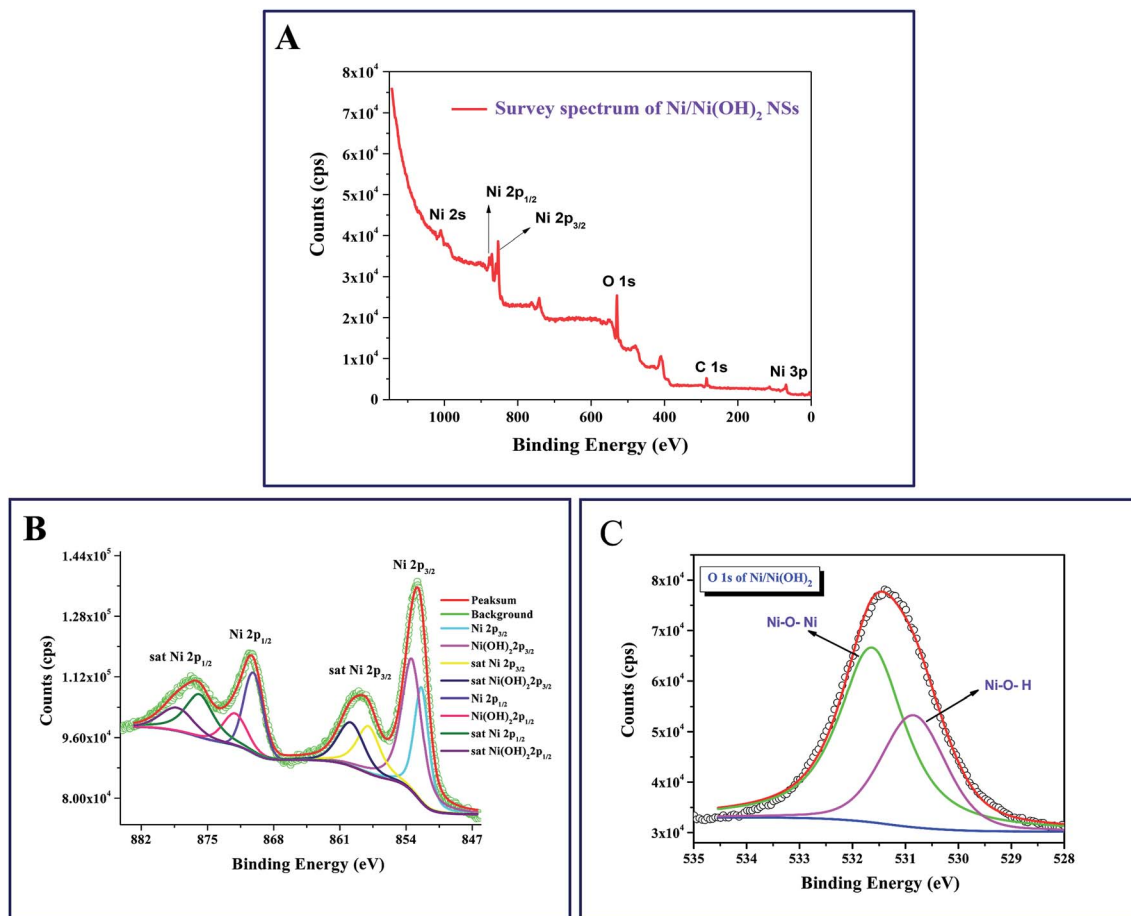 A
Survey spectrum of Ni/Ni(OH)₂ NSs
8x10⁴
7x10⁴
6x10⁴
5x10⁴
4x10⁴
3x10⁴
2x10⁴
1x10⁴
0
Counts (cps)
Ni 2s
Ni 2p₁/₂
Ni 2p₃/₂
O 1s
C 1s
Ni 3p
1000 800 600 400 200 0
Binding Energy (eV)
B
1.44x10⁵
1.28x10⁵
1.12x10⁵
9.60x10⁴
8.00x10⁴
Counts (cps)
sat Ni 2p₁/₂
Ni 2p₁/₂
sat Ni 2p₃/₂
Ni 2p₃/₂
Peaksum
Background
Ni 2p₃/₂
Ni(OH)₂2p₃/₂
sat Ni 2p₃/₂
sat Ni(OH)₂2p₃/₂
Ni 2p₁/₂
Ni(OH)₂2p₁/₂
sat Ni 2p₁/₂
sat Ni(OH)₂2p₁/₂
882 875 868 861 854 847
Binding Energy (eV)
C
O 1s of Ni/Ni(OH)₂
8x10⁴
7x10⁴
6x10⁴
5x10⁴
4x10⁴
3x10⁴
Counts (cps)
Ni-O- Ni
Ni-O- H
535 534 533 532 531 530 529 528
Binding Energy (eV)